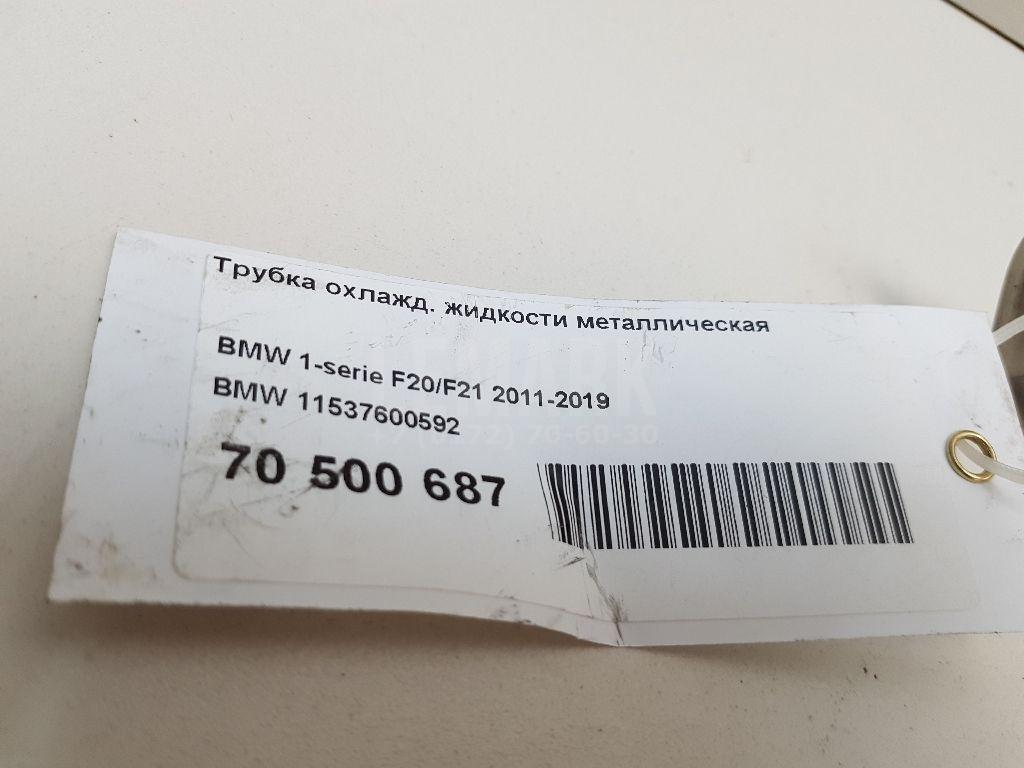 Трубка охлажд. жидкости металлическая
BMW 1-serie F20/F21 2011-2019
BMW 11537600592
70 500 687